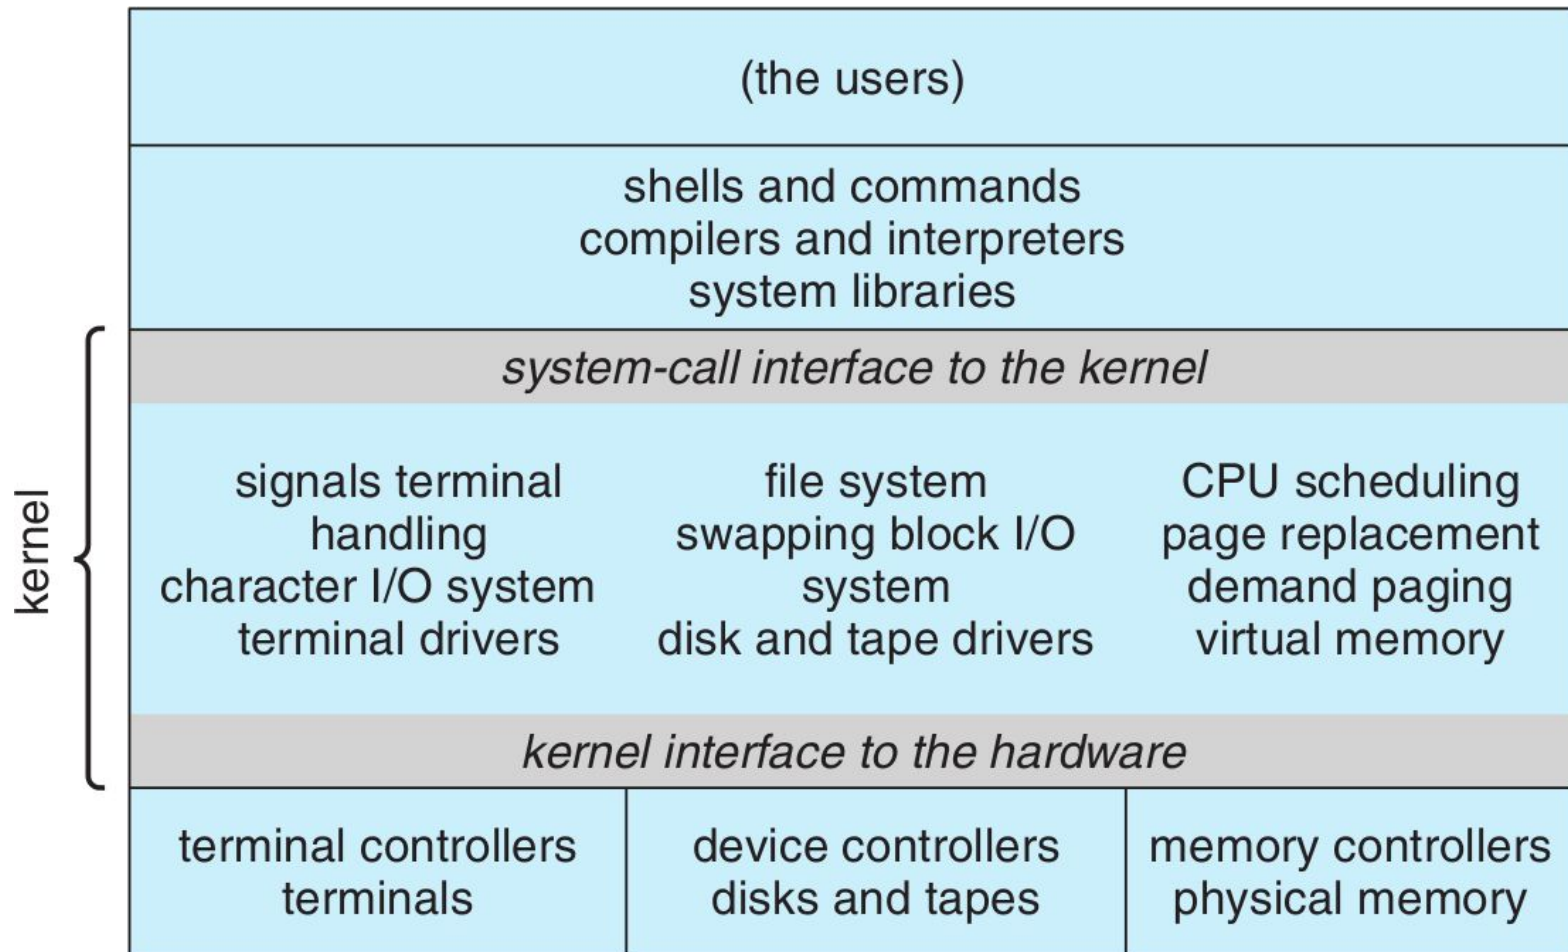 (the users)
shells and commands
compilers and interpreters
system libraries
kernel
system-call interface to the kernel
signals terminal
handling
character I/O system
terminal drivers
file system
swapping block I/O
system
disk and tape drivers
CPU scheduling
page replacement
demand paging
virtual memory
kernel interface to the hardware
terminal controllers
terminals
device controllers
disks and tapes
memory controllers
physical memory